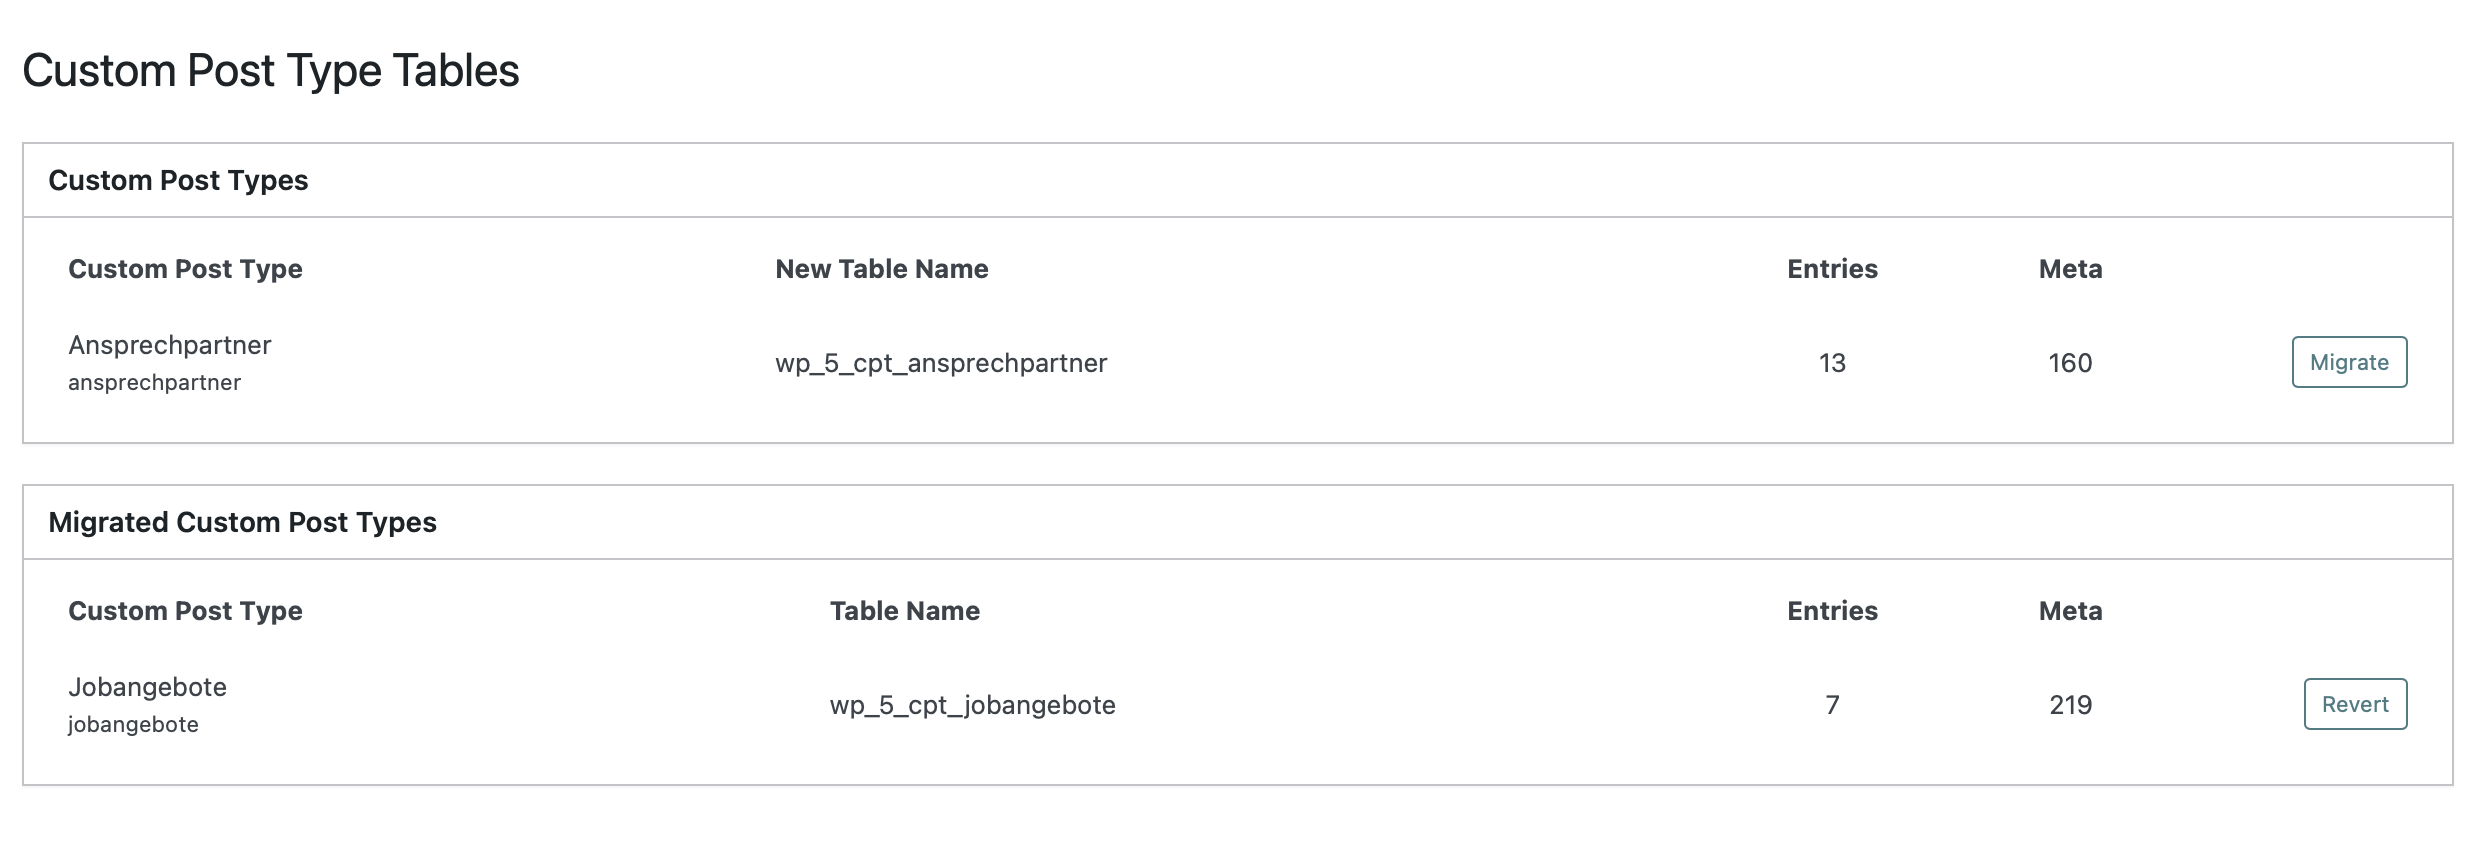 Custom Post Type Tables
Custom Post Types
Custom Post Type New Table Name Entries Meta
Ansprechpartner
ansprechpartner
wp_5_cpt_ansprechpartner 13 160 Migrate
Migrated Custom Post Types
Custom Post Type Table Name Entries Meta
Jobangebote
jobangebote
wp_5_cpt_jobangebote 7 219 Revert